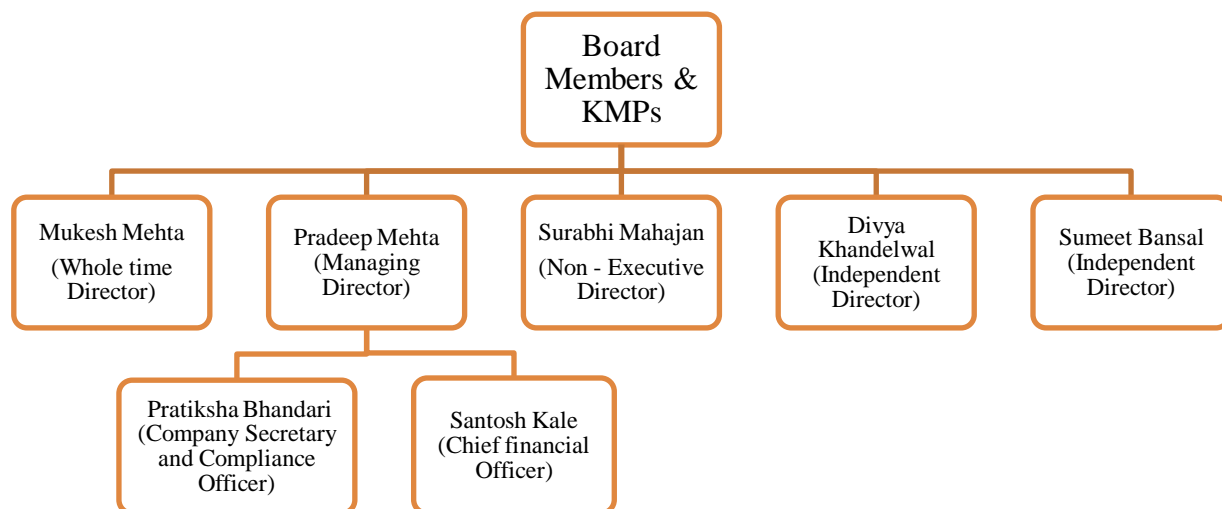 Board
Members &
KMPs
Mukesh Mehta
(Whole time
Director)
Pradeep Mehta
(Managing
Director)
Surabhi Mahajan
(Non - Executive
Director)
Divya
Khandelwal
(Independent
Director)
Sumeet Bansal
(Independent
Director)
Pratiksha Bhandari
(Company Secretary
and Compliance
Officer)
Santosh Kale
(Chief financial
Officer)